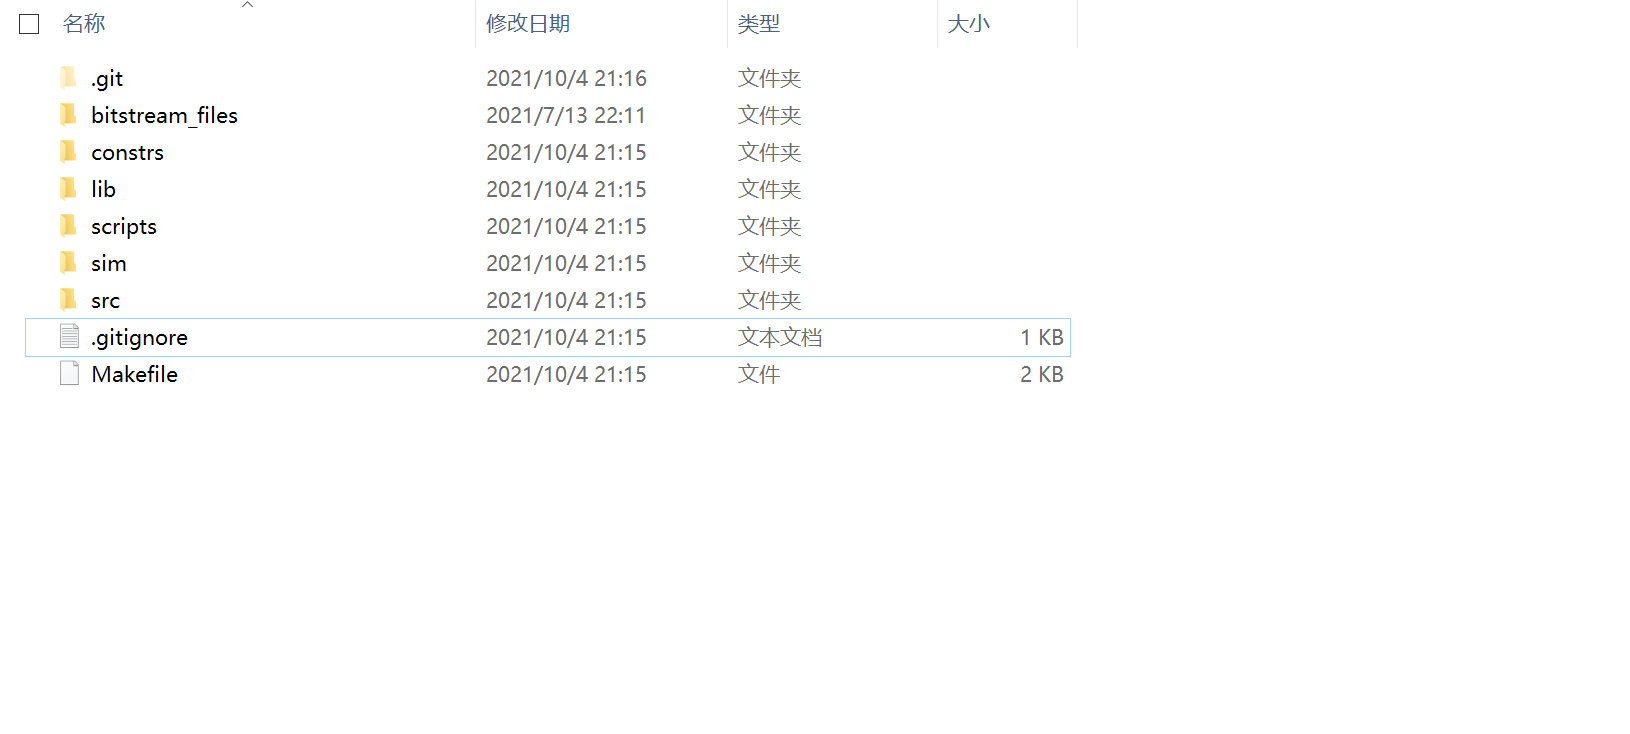 名称 修改日期 类型 大小
.git 2021/10/4 21:16 文件夹
bitstream_files 2021/7/13 22:11 文件夹
constrs 2021/10/4 21:15 文件夹
lib 2021/10/4 21:15 文件夹
scripts 2021/10/4 21:15 文件夹
sim 2021/10/4 21:15 文件夹
src 2021/10/4 21:15 文件夹
.gitignore 2021/10/4 21:15 文本文档 1 KB
Makefile 2021/10/4 21:15 文件 2 KB